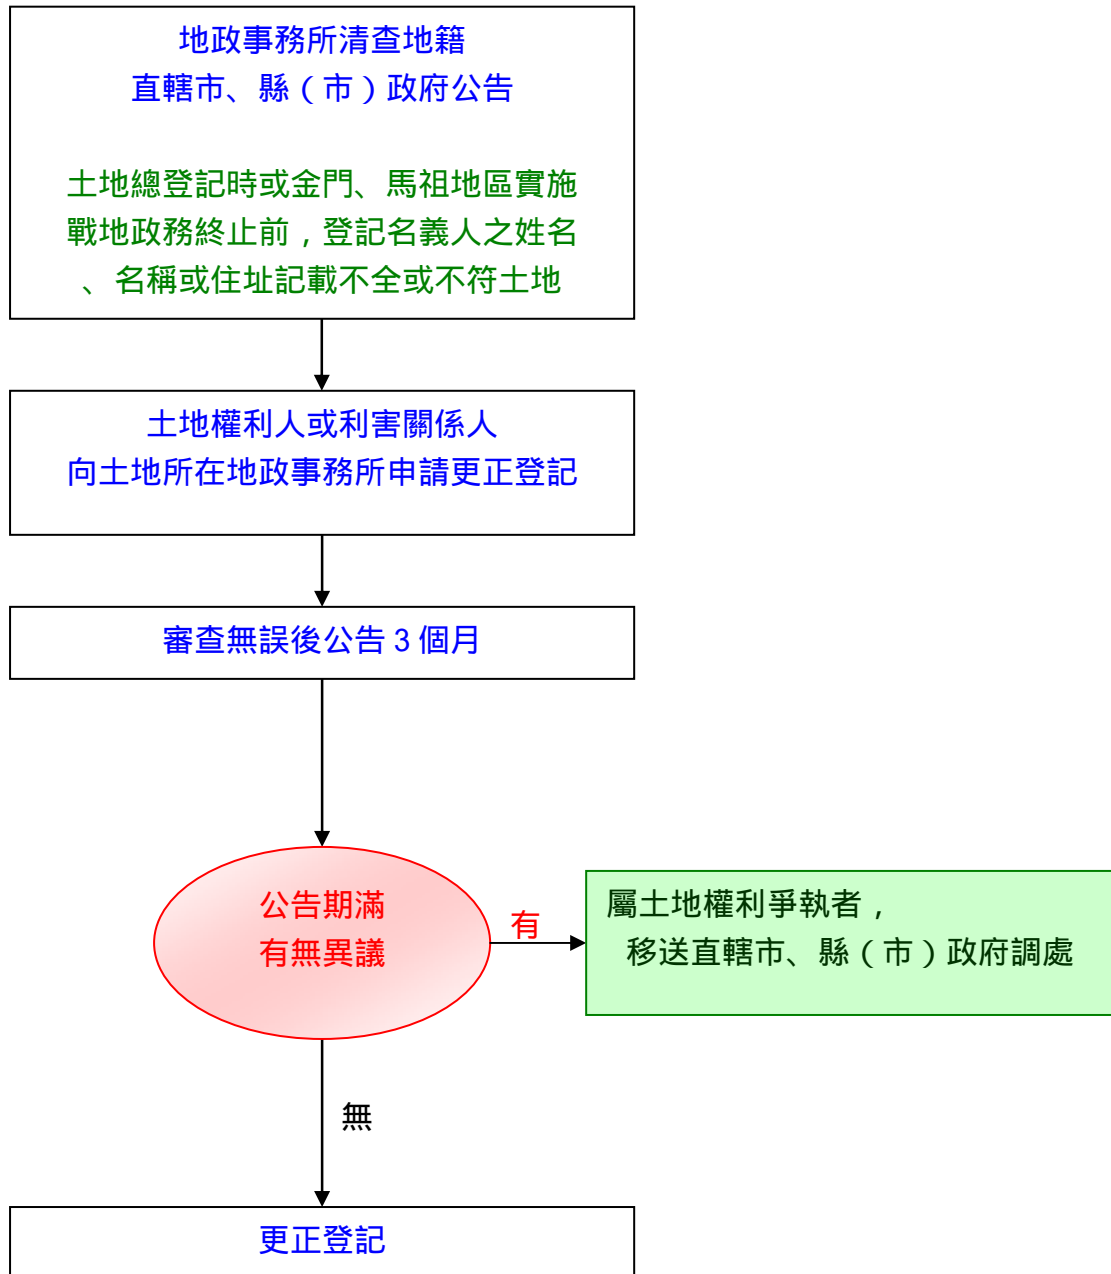 地政事務所清查地籍
直轄市、縣（市）政府公告
土地總登記時或金門、馬祖地區實施
戰地政務終止前，登記名義人之姓名
、名稱或住址記載不全或不符土地
土地權利人或利害關係人
向土地所在地政事務所申請更正登記
審查無誤後公告 3 個月
公告期滿
有無異議
有
屬土地權利爭執者，
移送直轄市、縣（市）政府調處
無
更正登記